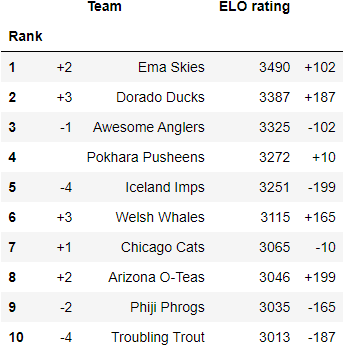 Team ELO rating
Rank
1 +2 Ema Skies 3490 +102
2 +3 Dorado Ducks 3387 +187
3 -1 Awesome Anglers 3325 -102
4 Pokhara Pusheens 3272 +10
5 -4 Iceland Imps 3251 -199
6 +3 Welsh Whales 3115 +165
7 +1 Chicago Cats 3065 -10
8 +2 Arizona O-Teas 3046 +199
9 -2 Phiji Phrogs 3035 -165
10 -4 Troubling Trout 3013 -187